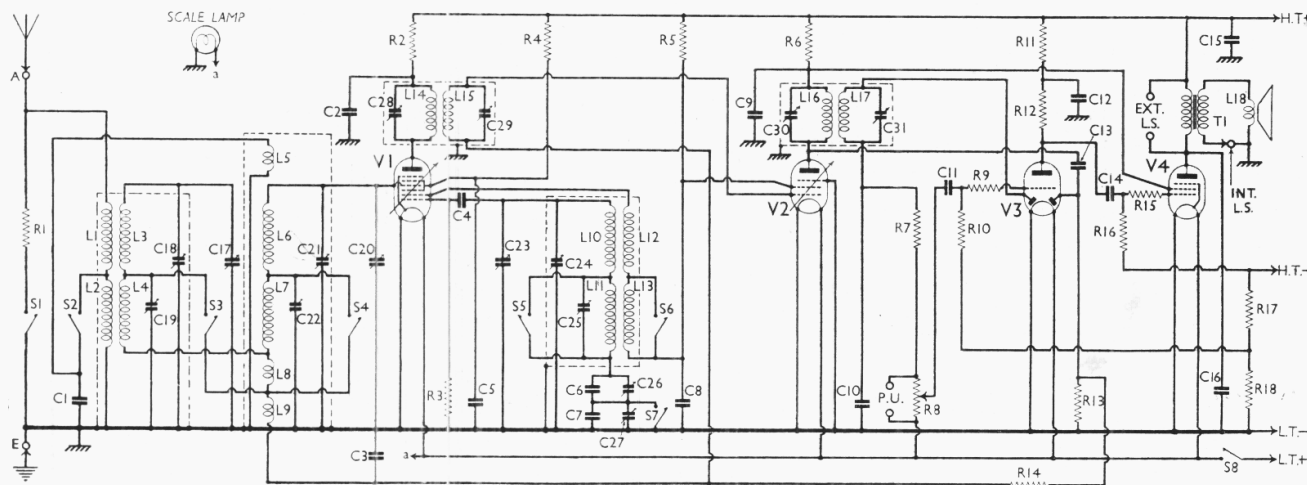 SCALE LAMP
a
A
R1
S1
E
L1
L2
S2
C1
L3
L4
C18
C19
C17
S3
L5
L6
L7
L8
L9
C21
C22
C20
S4
C3
a
R2
C2
C28
L14
L15
C29
V1
R3
C4
R4
C5
C23
C24
L10
L12
L11
L13
S5
C25
S6
C6
C26
C7
C27
S7
R5
C8
R6
C9
C30
L16
L17
C31
V2
C10
R7
P.U.
R8
C11
R9
R10
V3
R11
R12
C12
C13
R13
R14
C14
R15
R16
V4
EXT.
L.S.
T1
C15
L18
INT.
L.S.
C16
R17
R18
S8
H.T.+
H.T.-
L.T.-
L.T.+